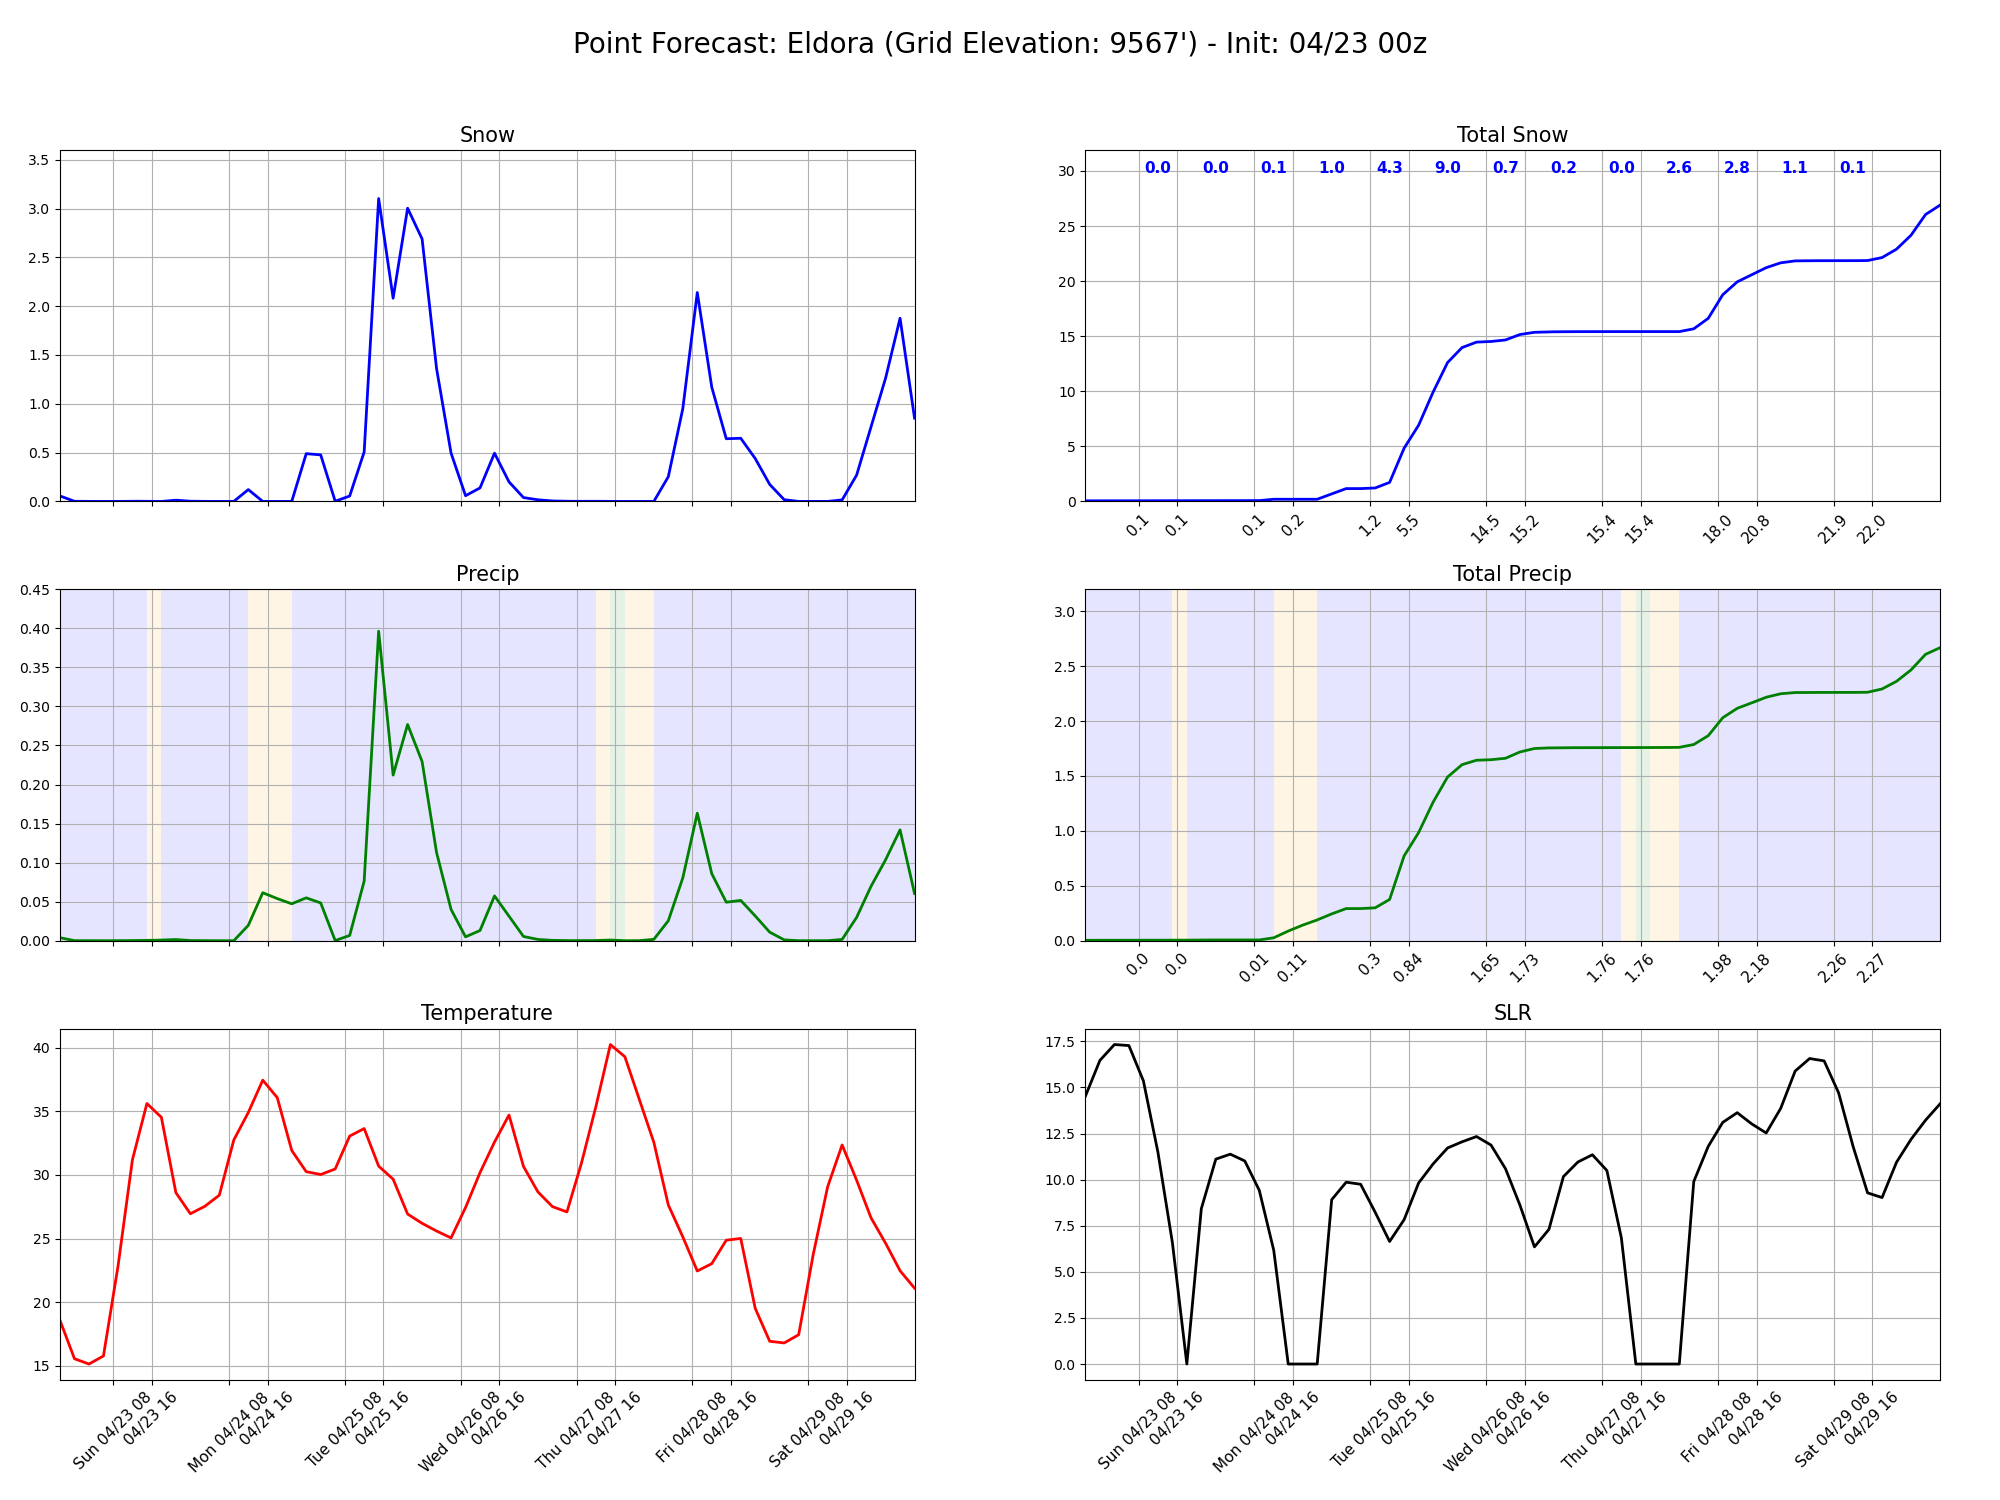 Point Forecast: Eldora (Grid Elevation: 9567') - Init: 04/23 00z
Snow
3.5
3.0
2.5
2.0
1.5
1.0
0.5
0.0
Total Snow
0.0 0.0 0.1 1.0 4.3 9.0 0.7 0.2 0.0 2.6 2.8 1.1 0.1
30
25
20
15
10
5
0
0.1 0.1 0.1 0.2 1.2 5.5 14.5 15.2 15.4 15.4 18.0 20.8 21.9 22.0
Precip
0.45
0.40
0.35
0.30
0.25
0.20
0.15
0.10
0.05
0.00
Total Precip
3.0
2.5
2.0
1.5
1.0
0.5
0.0
0.0 0.0 0.01 0.11 0.3 0.84 1.65 1.73 1.76 1.76 1.98 2.18 2.26 2.27
Temperature
40
35
30
25
20
15
Sun 04/23 08
04/23 16
Mon 04/24 08
04/24 16
Tue 04/25 08
04/25 16
Wed 04/26 08
04/26 16
Thu 04/27 08
04/27 16
Fri 04/28 08
04/28 16
Sat 04/29 08
04/29 16
SLR
17.5
15.0
12.5
10.0
7.5
5.0
2.5
0.0
Sun 04/23 08
04/23 16
Mon 04/24 08
04/24 16
Tue 04/25 08
04/25 16
Wed 04/26 08
04/26 16
Thu 04/27 08
04/27 16
Fri 04/28 08
04/28 16
Sat 04/29 08
04/29 16